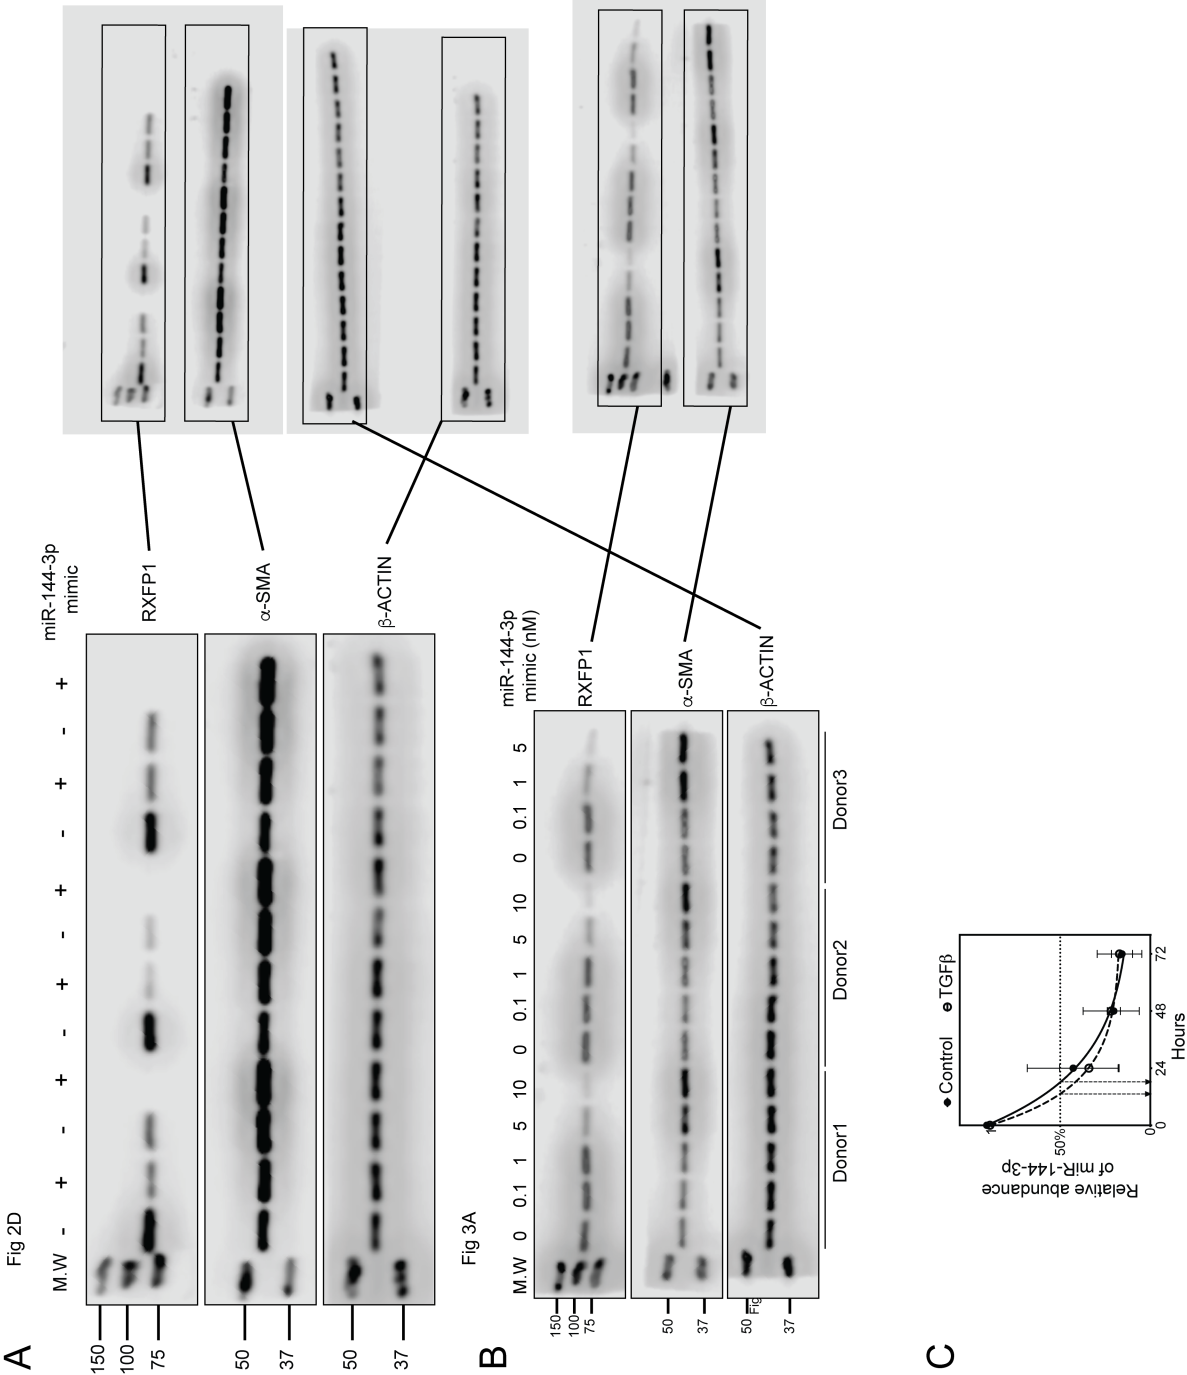 A
Fig 2D
M.W - + - + - + - + - + - +
miR-144-3p
mimic
150
100
75
RXFP1
50
37
α-SMA
50
37
β-ACTIN
B
Fig 3A
M.W 0 0.1 1 5 10 0 0.1 1 5 10 0 0.1 1 5
miR-144-3p
mimic (nM)
150
100
75
RXFP1
50
37
α-SMA
50
Fig
37
β-ACTIN
Donor1 Donor2 Donor3
C
Control TGFβ
Relative abundance
of miR-144-3p
1
50%
0
0 24 48 72
Hours